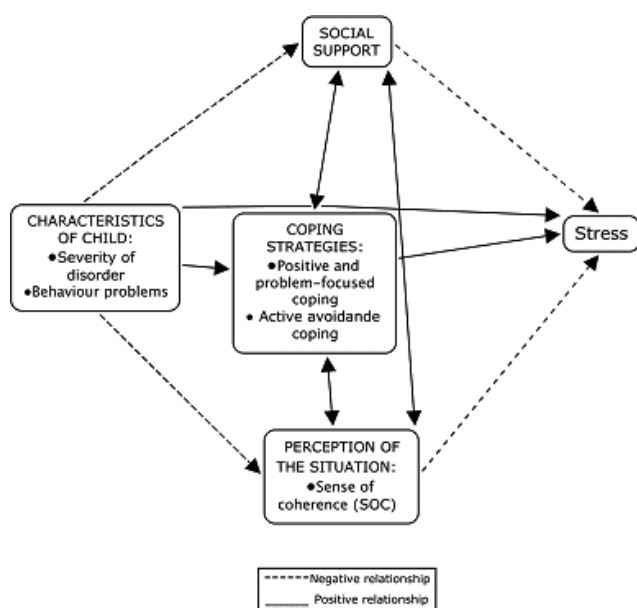 SOCIAL
SUPPORT
CHARACTERISTICS
OF CHILD:
●Severity of
disorder
●Behaviour problems
COPING
STRATEGIES:
●Positive and
problem-focused
coping
● Active avoidande
coping
Stress
PERCEPTION OF
THE SITUATION:
●Sense of
coherence (SOC)
Negative relationship
Positive relationship